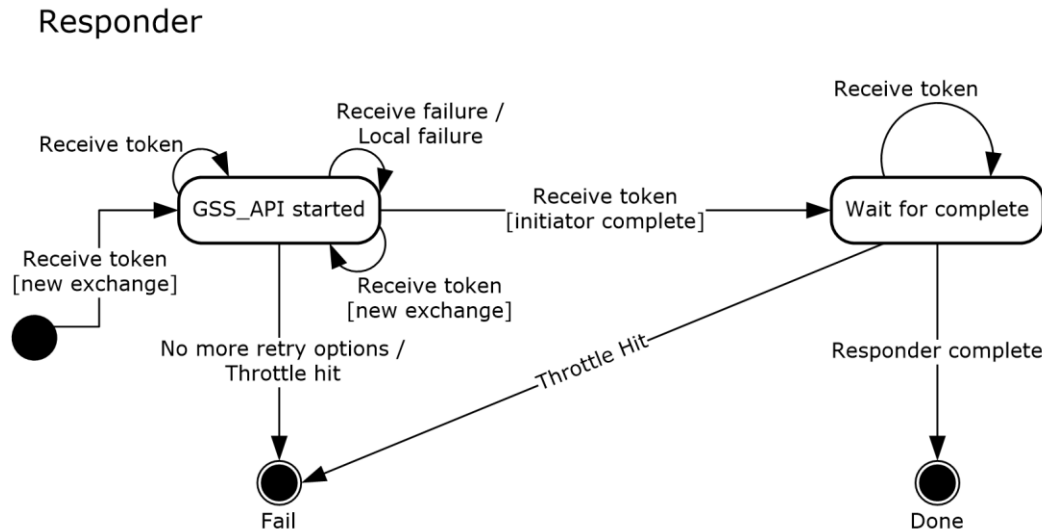 Responder
Receive failure /
Local failure
Receive token
Receive token
GSS_API started
Receive token
[initiator complete]
Wait for complete
Receive token
[new exchange]
Receive token
[new exchange]
No more retry options /
Throttle hit
Throttle Hit
Responder complete
Fail
Done